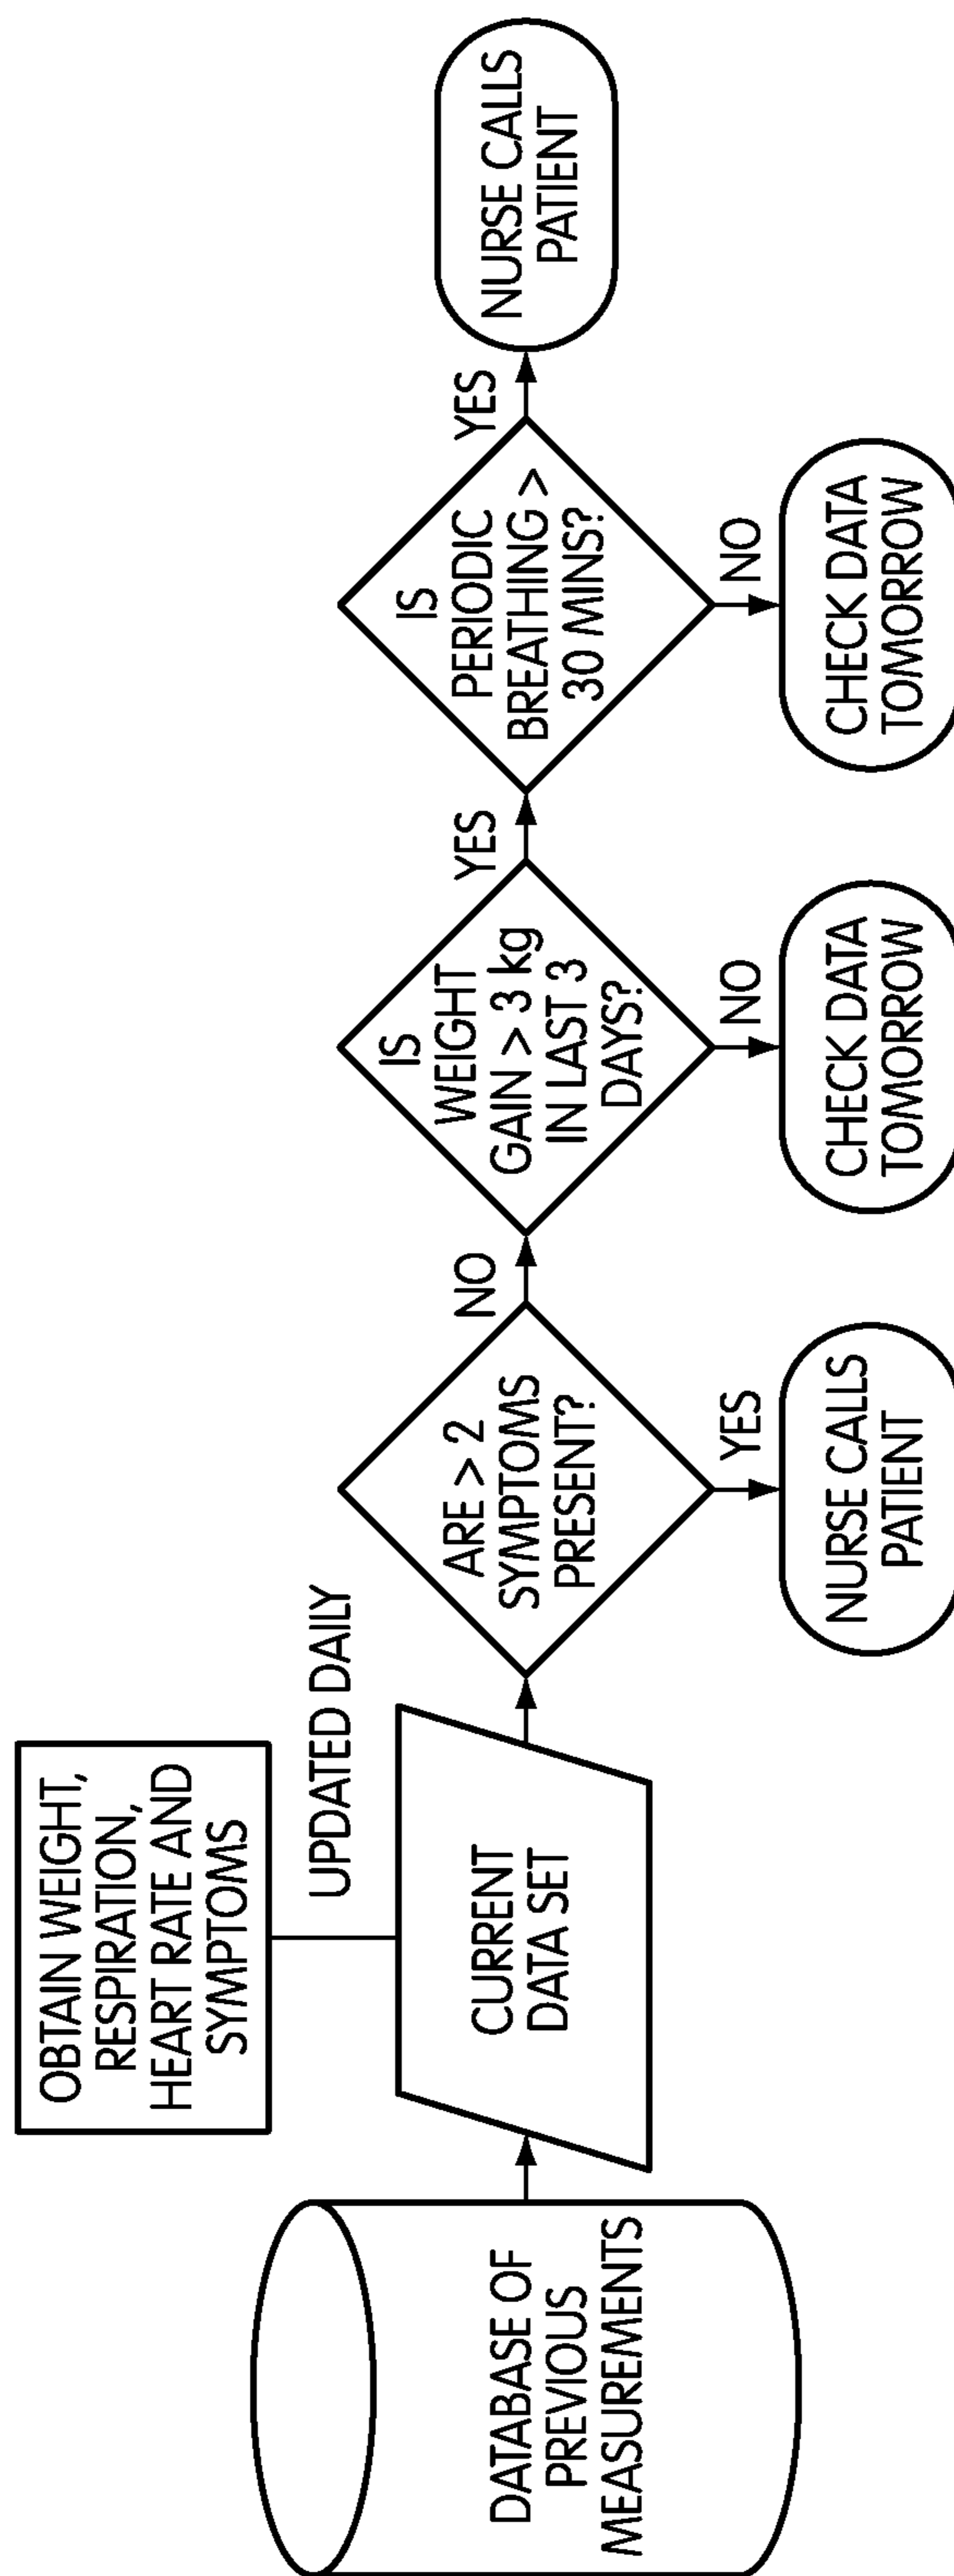 OBTAIN WEIGHT,
RESPIRATION,
HEART RATE AND
SYMPTOMS
UPDATED DAILY
DATABASE OF
PREVIOUS
MEASUREMENTS
CURRENT
DATA SET
ARE > 2
SYMPTOMS
PRESENT?
YES
NURSE CALLS
PATIENT
NO
IS
WEIGHT
GAIN > 3 kg
IN LAST 3
DAYS?
NO
CHECK DATA
TOMORROW
YES
IS
PERIODIC
BREATHING >
30 MINS?
NO
CHECK DATA
TOMORROW
YES
NURSE CALLS
PATIENT